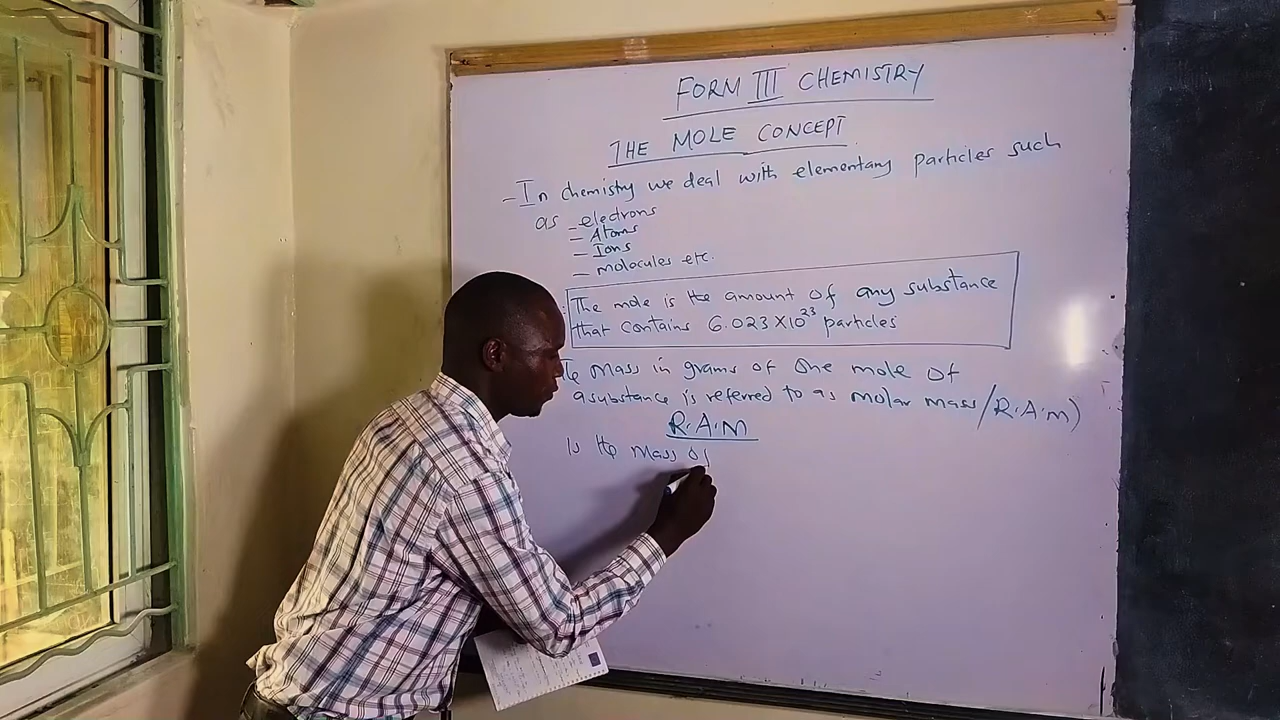 FORM III CHEMISTRY
THE MOLE CONCEPT
- In chemistry we deal with elementary particles such
as - electrons
- Atoms
- Ions
- molecules etc.
The mole is the amount of any substance
that contains 6.023 X10²³ particles
The mass in grams of one mole of
a substance is referred to as molar mass/R.A.m)
R.A.M
Is the mass of